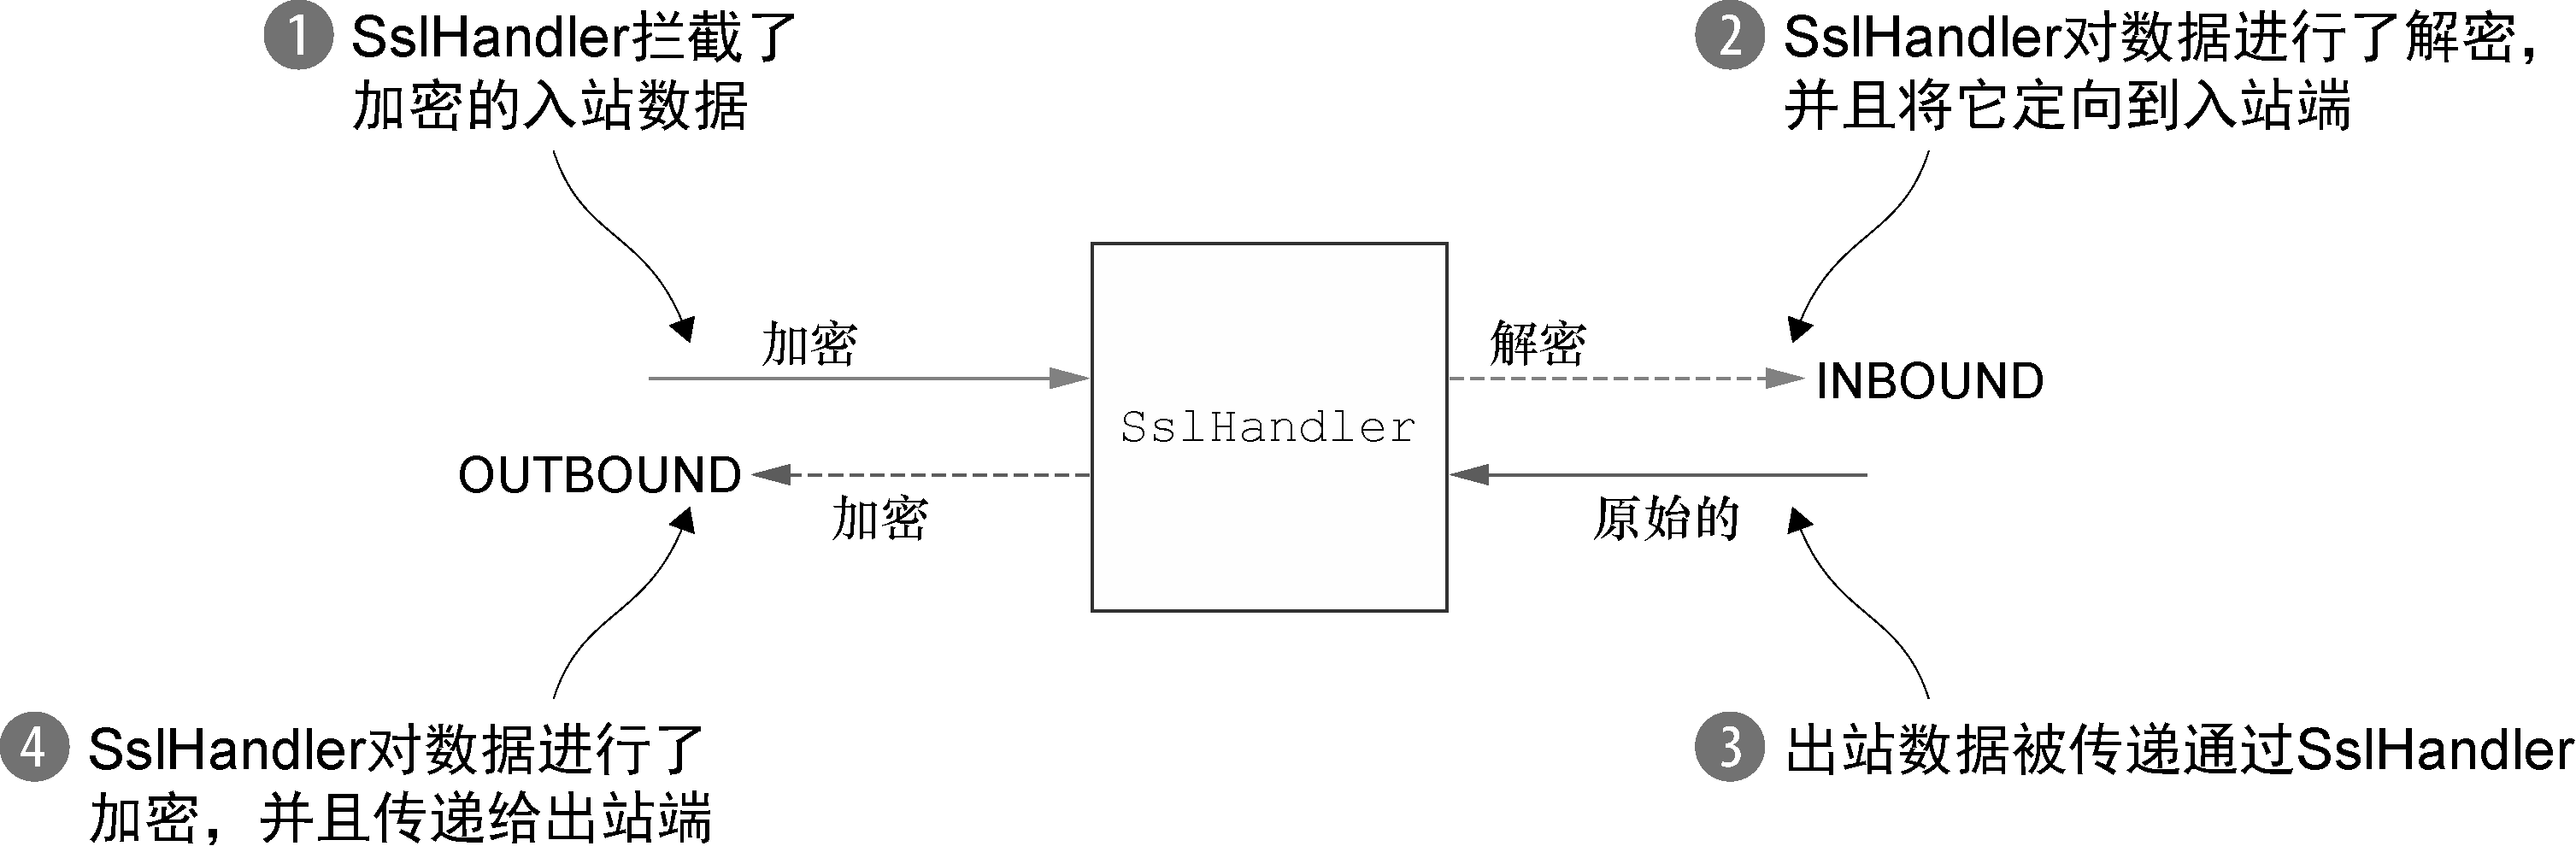 1 SslHandler拦截了
加密的入站数据
2 SslHandler对数据进行了解密，
并且将它定向到入站端
加密
解密
INBOUND
SslHandler
OUTBOUND
加密
原始的
4 SslHandler对数据进行了
加密，并且传递给出站端
3 出站数据被传递通过SslHandler